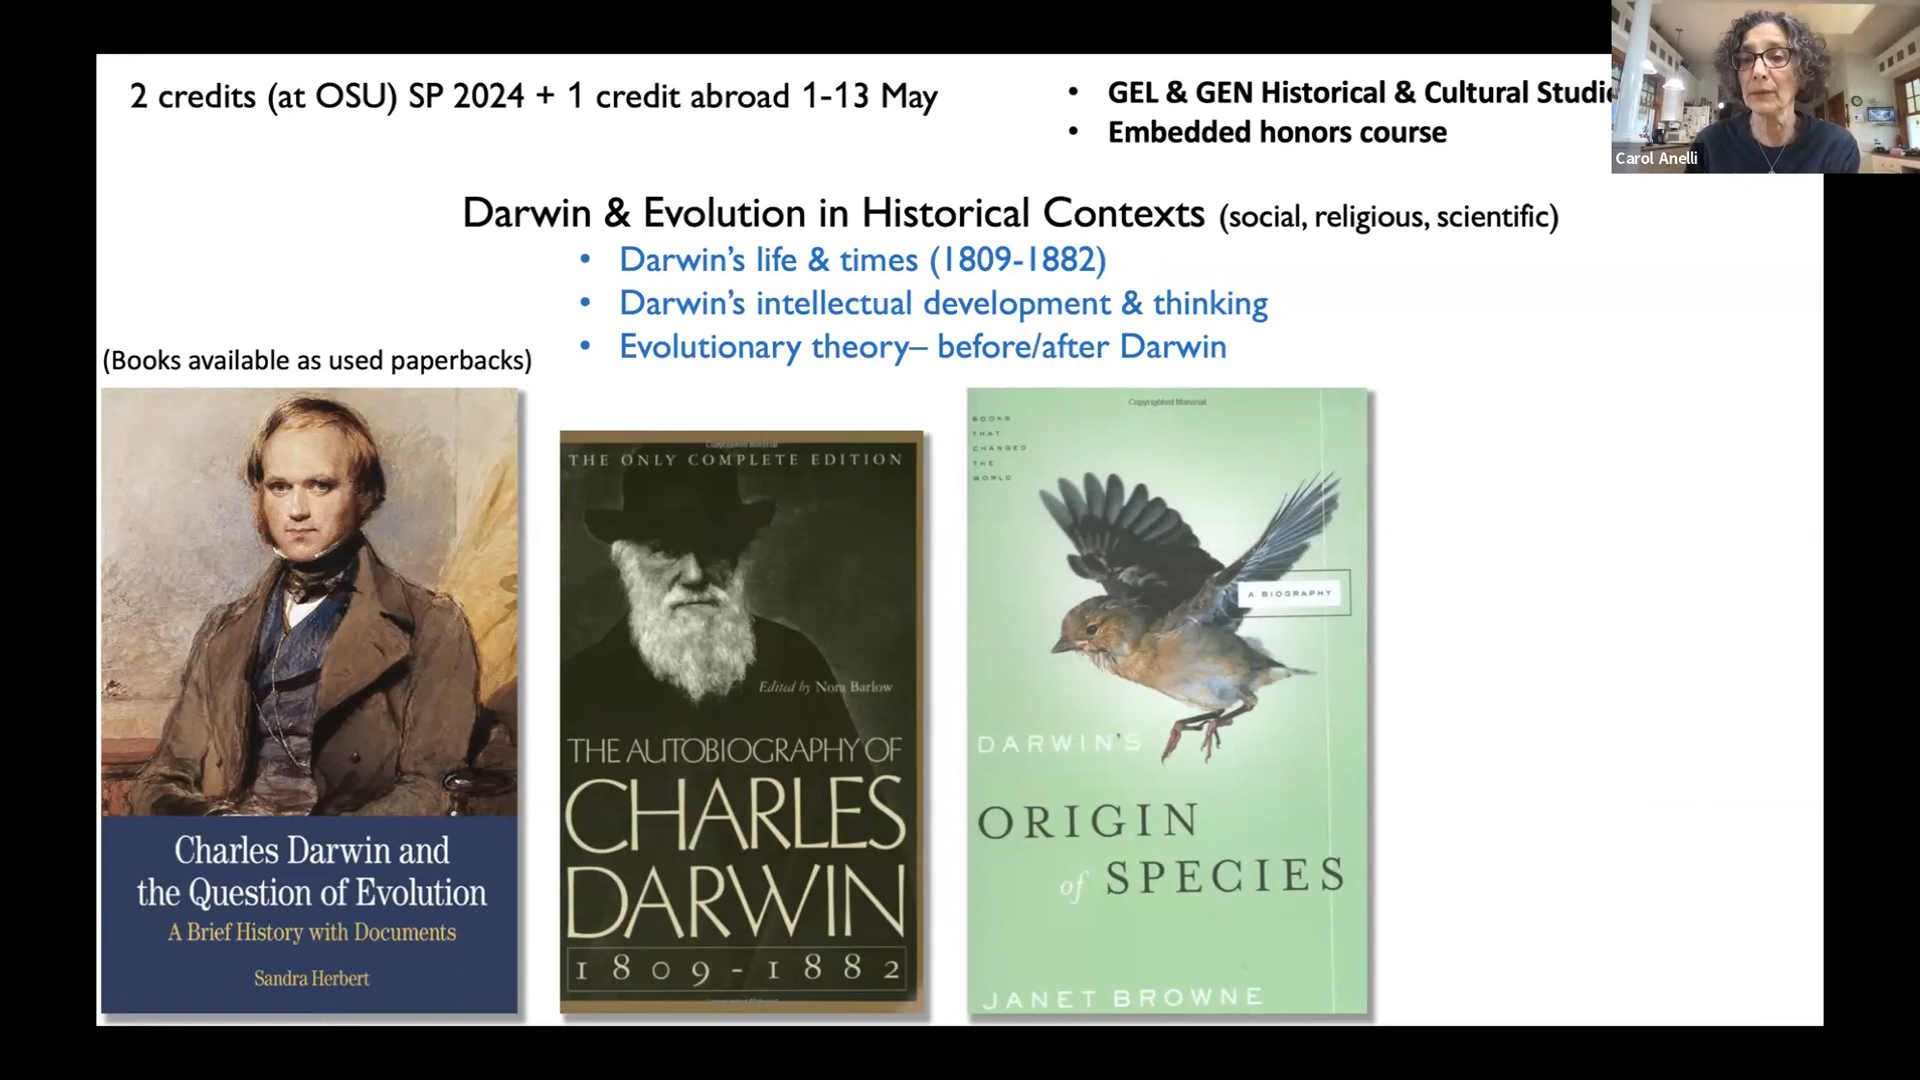 2 credits (at OSU) SP 2024 + 1 credit abroad 1-13 May
• GEL & GEN Historical & Cultural Studie
• Embedded honors course
Carol Anelli
Darwin & Evolution in Historical Contexts (social, religious, scientific)
• Darwin's life & times (1809-1882)
• Darwin's intellectual development & thinking
• Evolutionary theory– before/after Darwin
(Books available as used paperbacks)
Charles Darwin and
the Question of Evolution
A Brief History with Documents
Sandra Herbert
Copyrighted Material
THE ONLY COMPLETE EDITION
Edited by Nora Barlow
THE AUTOBIOGRAPHY OF
CHARLES
DARWIN
1809-1882
Copyrighted Material
BOOKS
THAT
CHANGED
THE
WORLD
A BIOGRAPHY
DARWIN'S
ORIGIN
of SPECIES
JANET BROWNE